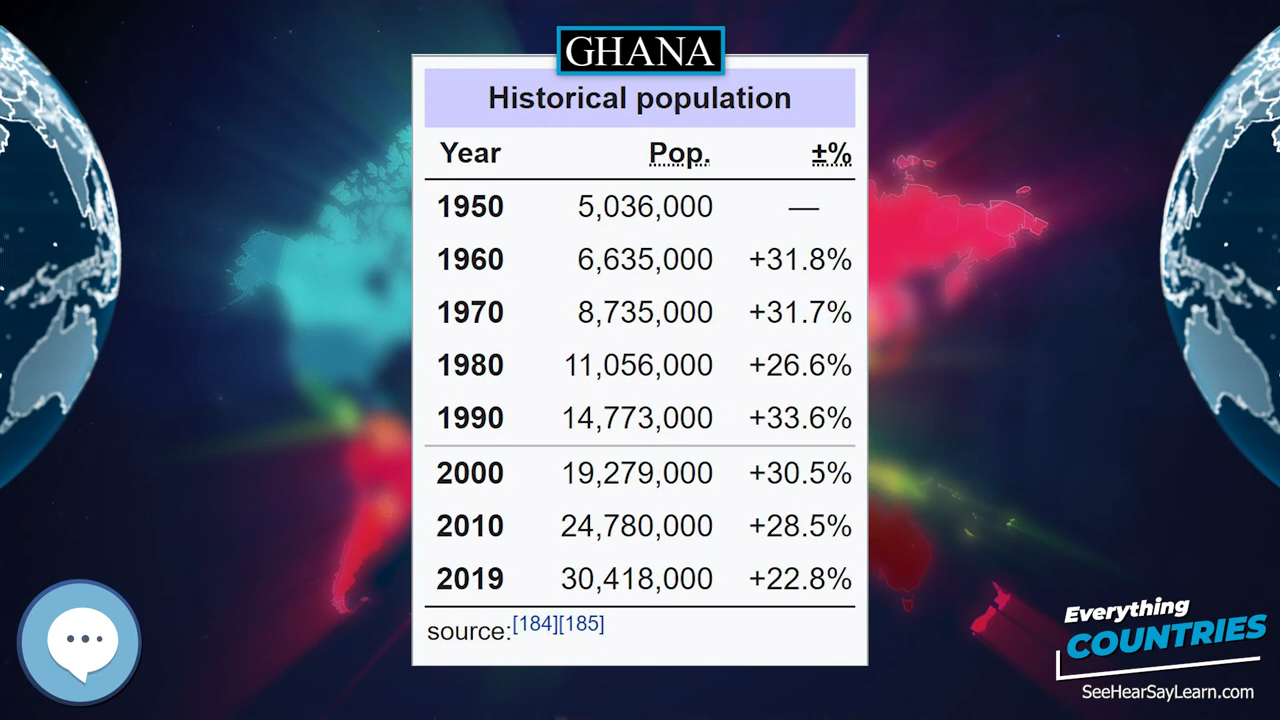 GHANA
Historical population
Year Pop. ±%
1950 5,036,000 —
1960 6,635,000 +31.8%
1970 8,735,000 +31.7%
1980 11,056,000 +26.6%
1990 14,773,000 +33.6%
2000 19,279,000 +30.5%
2010 24,780,000 +28.5%
2019 30,418,000 +22.8%
source:[184][185]
Everything
COUNTRIES
SeeHearSayLearn.com